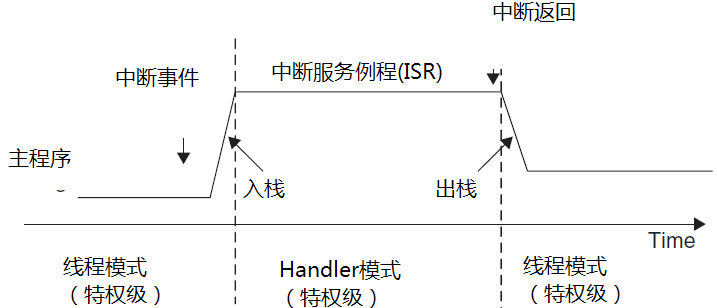 中断返回
中断事件
中断服务例程(ISR)
主程序
入栈
出栈
Time
线程模式
（特权级）
Handler模式
（特权级）
线程模式
（特权级）